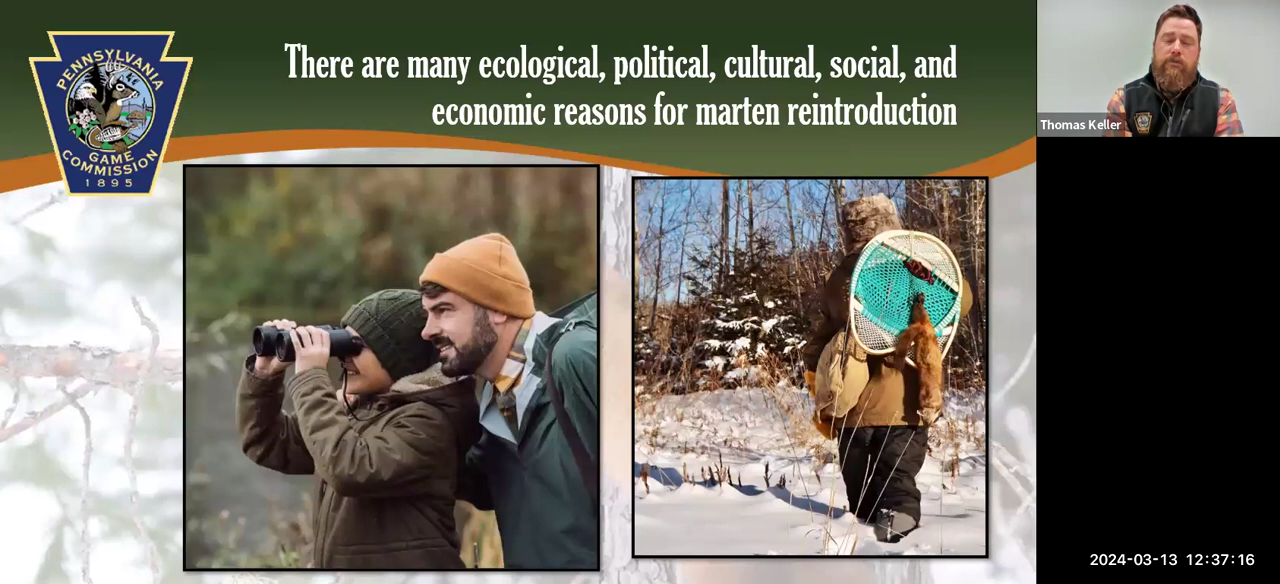 PENNSYLVANIA
GAME
COMMISSION
1895
There are many ecological, political, cultural, social, and
economic reasons for marten reintroduction
Thomas Keller
2024-03-13 12:37:16